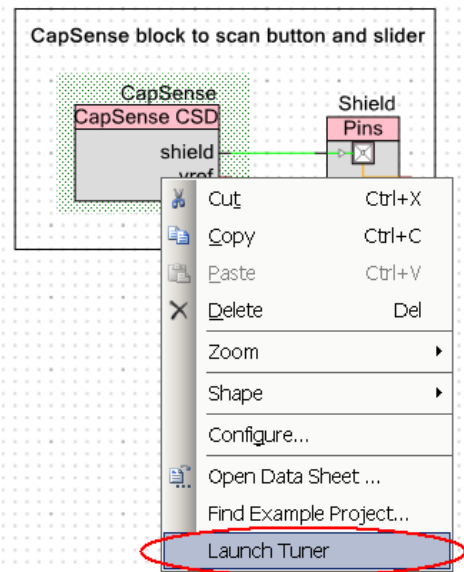 CapSense block to scan button and slider
CapSense
CapSense CSD
Shield
Pins
shield
vref
Cut Ctrl+X
Copy Ctrl+C
Paste Ctrl+V
Delete Del
Zoom
Shape
Configure...
Open Data Sheet ...
Find Example Project...
Launch Tuner